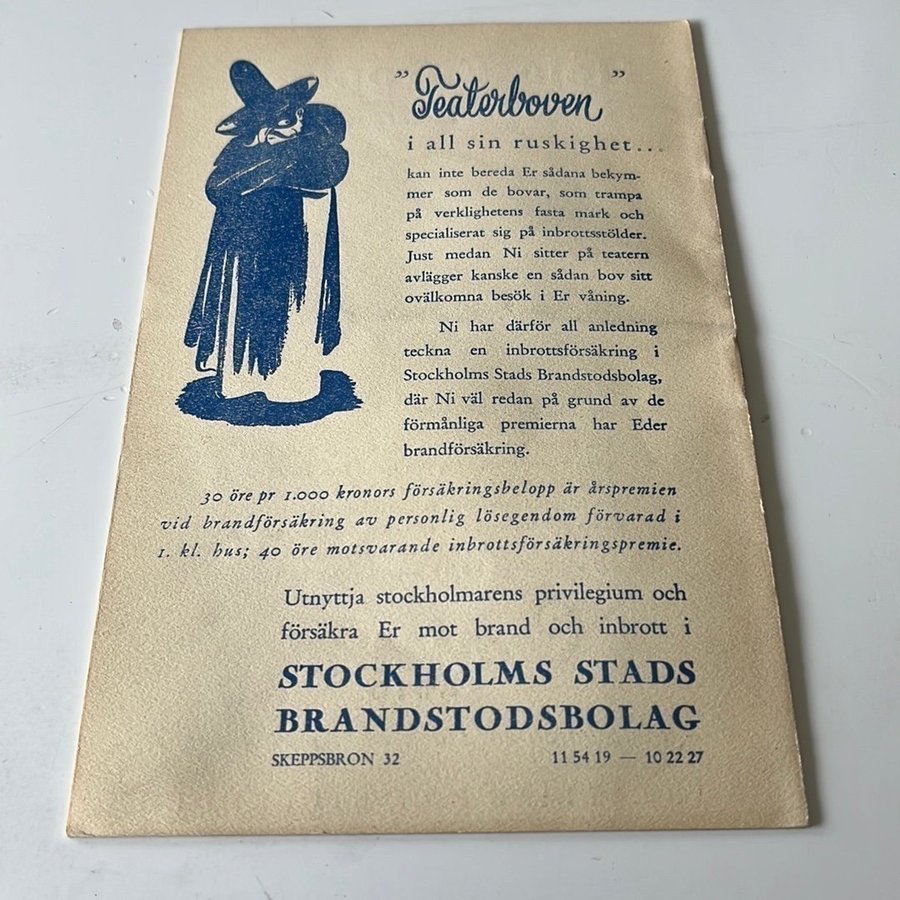 ”Teaterboven”
i all sin ruskighet...
kan inte bereda Er sådana bekym-
mer som de bovar, som trampa
på verklighetens fasta mark och
specialiserat sig på inbrottsstölder.
Just medan Ni sitter på teatern
avlägger kanske en sådan bov sitt
ovälkomna besök i Er våning.
Ni har därför all anledning
teckna en inbrottsförsäkring i
Stockholms Stads Brandstodsbolag,
där Ni väl redan på grund av de
förmånliga premierna har Eder
brandförsäkring.
30 öre pr 1.000 kronors försäkringsbelopp är årspremien
vid brandförsäkring av personlig lösegendom förvarad i
1. kl. hus; 40 öre motsvarande inbrottsförsäkringspremie.
Utnyttja stockholmarens privilegium och
försäkra Er mot brand och inbrott i
STOCKHOLMS STADS
BRANDSTODSBOLAG
SKEPPSBRON 32 11 54 19 — 10 22 27